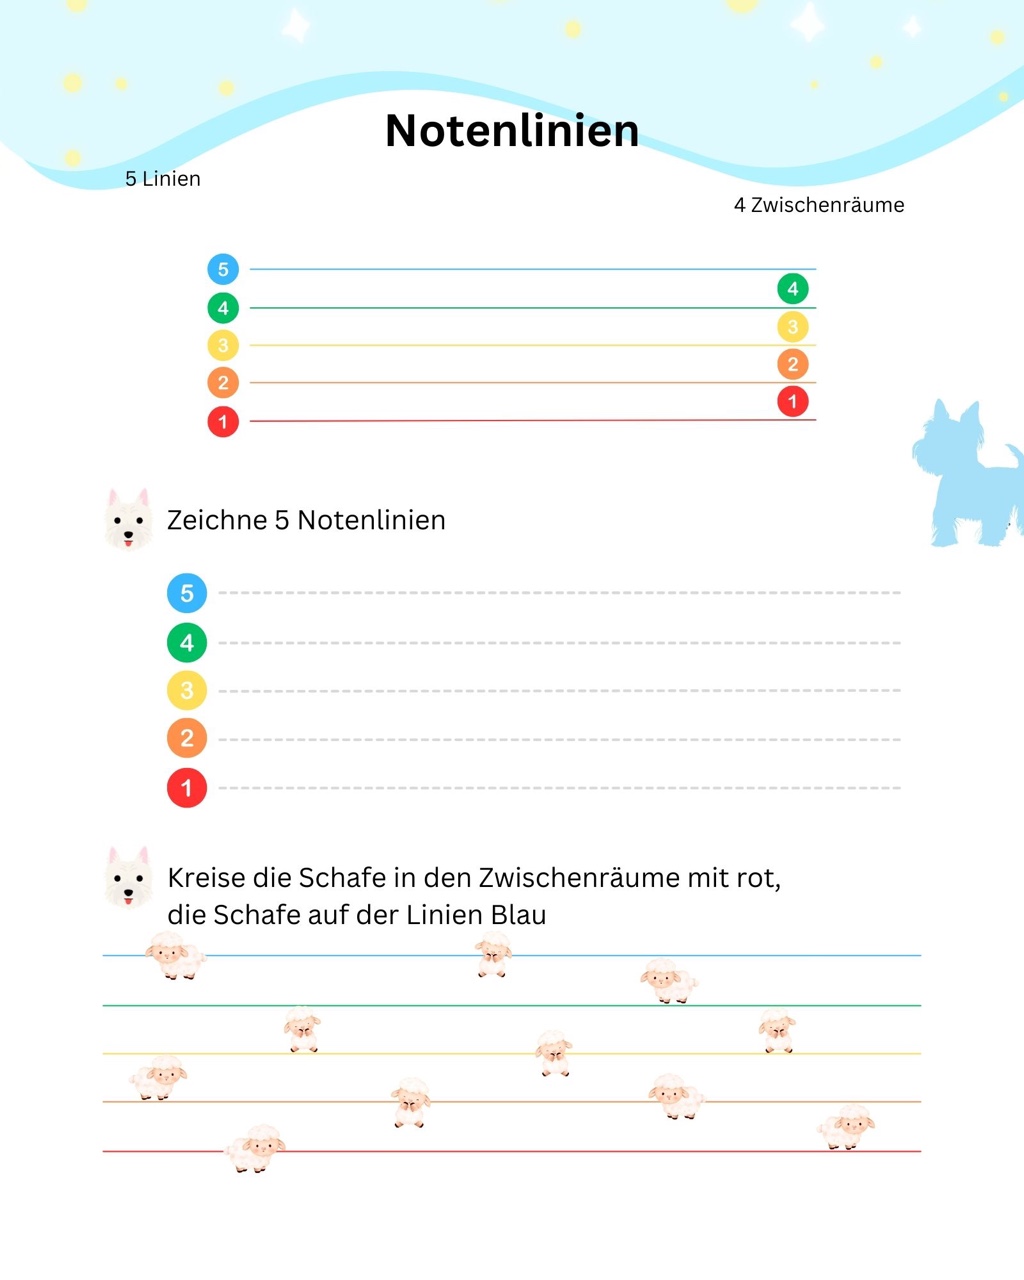 Notenlinien
5 Linien
4 Zwischenräume
5
4
4
3
3
2
2
1
1
Zeichne 5 Notenlinien
5
4
3
2
1
Kreise die Schafe in den Zwischenräume mit rot,
die Schafe auf der Linien Blau